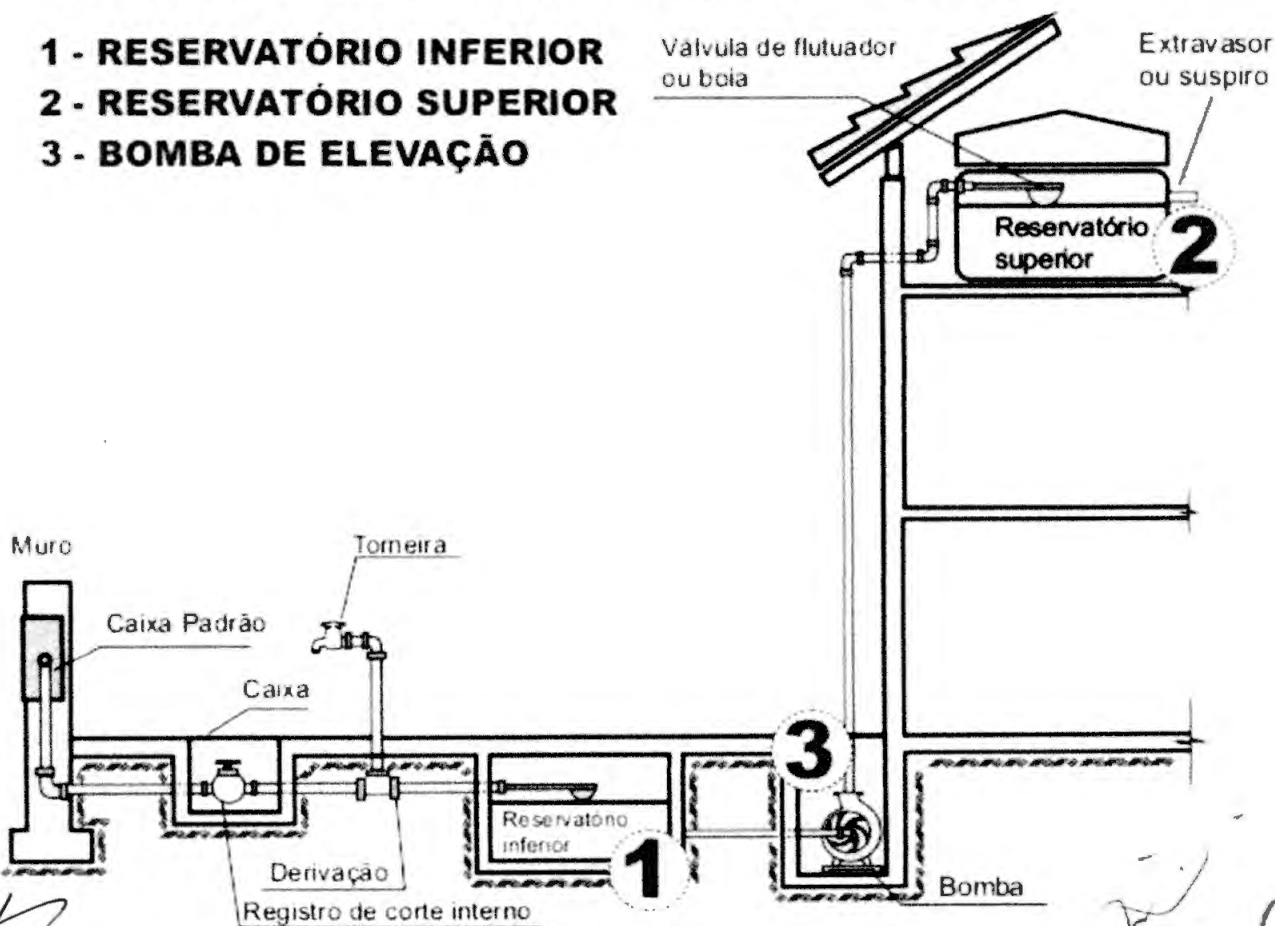 1 - RESERVATÓRIO INFERIOR
2 - RESERVATÓRIO SUPERIOR
3 - BOMBA DE ELEVAÇÃO
Válvula de flutuador
ou boia
Extravasor
ou suspiro
Reservatório
superior
2
Muro
Torneira
Caixa Padrão
Caixa
3
Reservatório
inferior
1
Derivação
Bomba
Registro de corte interno